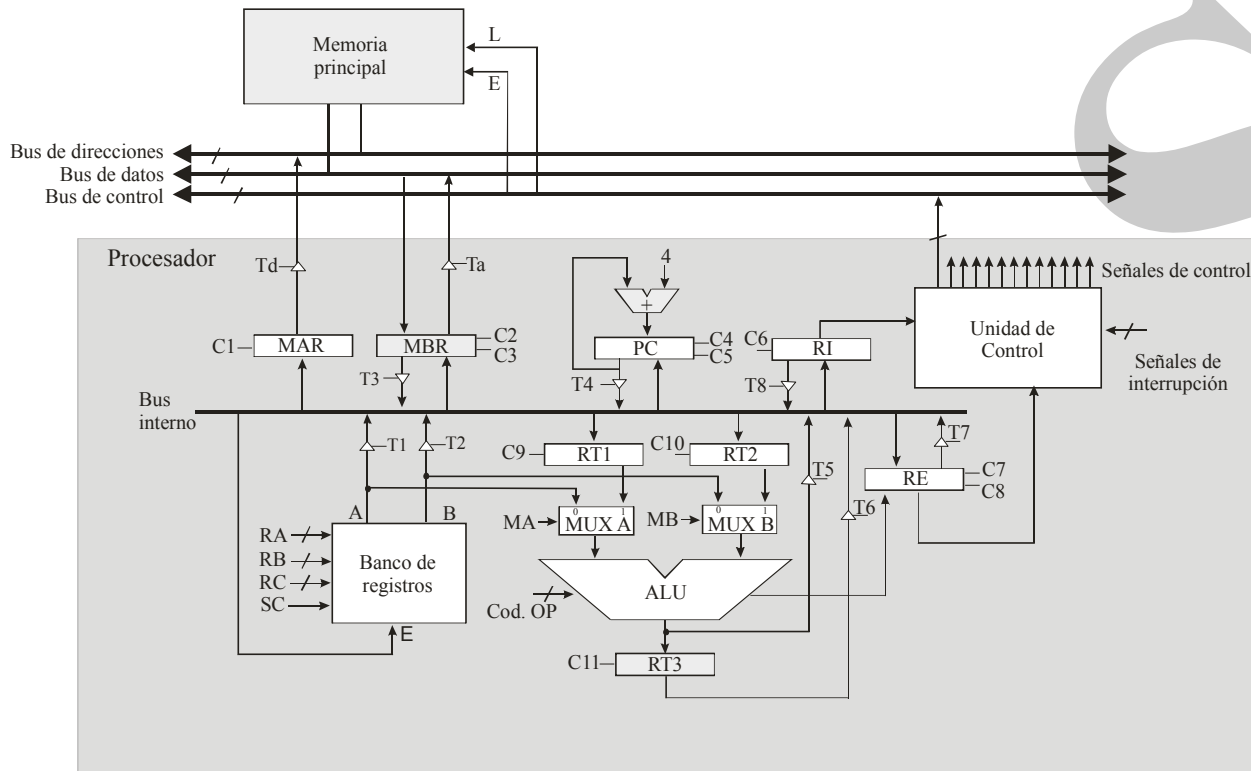 Memoria
principal
L
E
Bus de direcciones
Bus de datos
Bus de control
Procesador
Td
Ta
4
+
Señales de control
C1
MAR
MBR
C2
C3
PC
C4
C5
C6
RI
Unidad de
Control
Señales de
interrupción
T3
T4
T8
Bus
interno
T1
T2
C9
RT1
C10
RT2
T5
T7
RE
C7
C8
T6
A
B
MA
0 1
MUX A
MB
0 1
MUX B
RA
RB
RC
SC
Banco de
registros
E
Cod. OP
ALU
C11
RT3